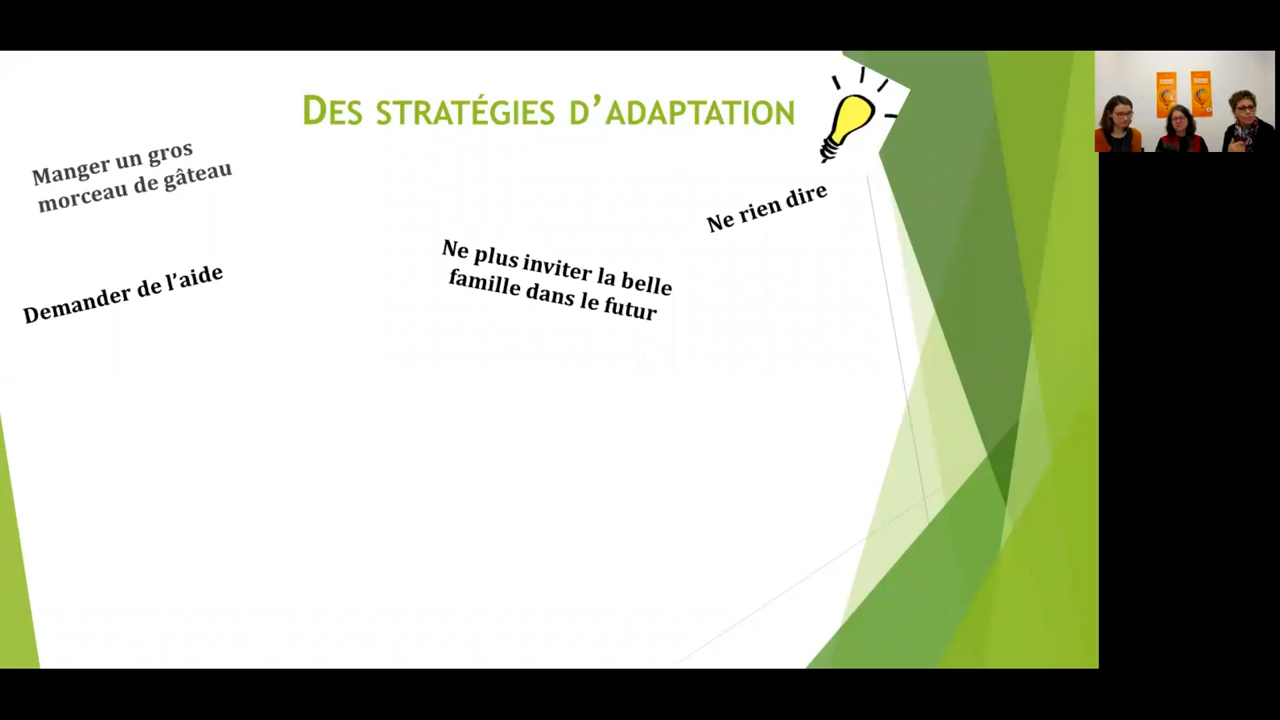 DES STRATÉGIES D’ADAPTATION
Manger un gros
morceau de gâteau
Ne rien dire
Ne plus inviter la belle
famille dans le futur
Demander de l’aide